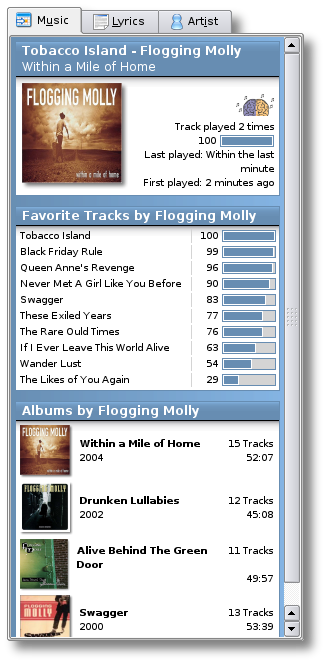 Music Lyrics Artist
Tobacco Island - Flogging Molly
Within a Mile of Home
FLOGGING MOLLY
within a mile of home
Track played 2 times
100
Last played: Within the last
minute
First played: 2 minutes ago
Favorite Tracks by Flogging Molly
Tobacco Island 100
Black Friday Rule 99
Queen Anne's Revenge 96
Never Met A Girl Like You Before 90
Swagger 83
These Exiled Years 77
The Rare Ould Times 76
If I Ever Leave This World Alive 63
Wander Lust 54
The Likes of You Again 29
Albums by Flogging Molly
FLOGGING MOLLY
Within a Mile of Home 15 Tracks
2004 52:07
FLOGGING MOLLY
Drunken Lullabies 12 Tracks
2002 45:08
Alive Behind The Green 11 Tracks
Door
49:57
FLOGGING
MOLLY
Swagger 13 Tracks
2000 53:39